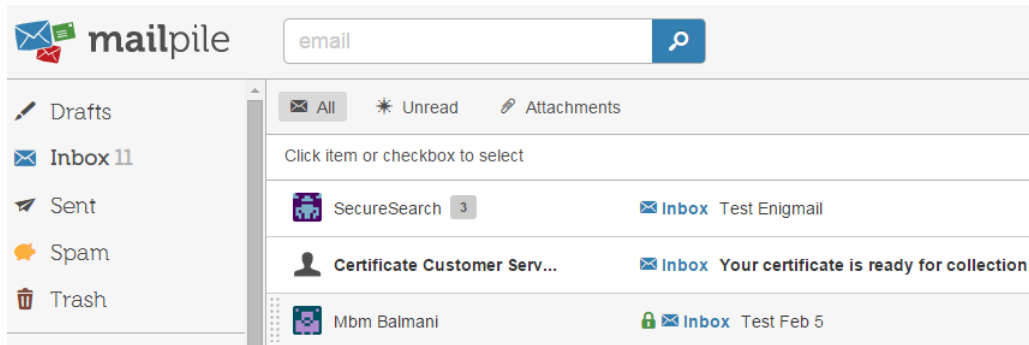 mailpile
email
Drafts
Inbox 11
Sent
Spam
Trash
All Unread Attachments
Click item or checkbox to select
SecureSearch 3 Inbox Test Enigmail
Certificate Customer Serv... Inbox Your certificate is ready for collection
Mbm Balmani Inbox Test Feb 5